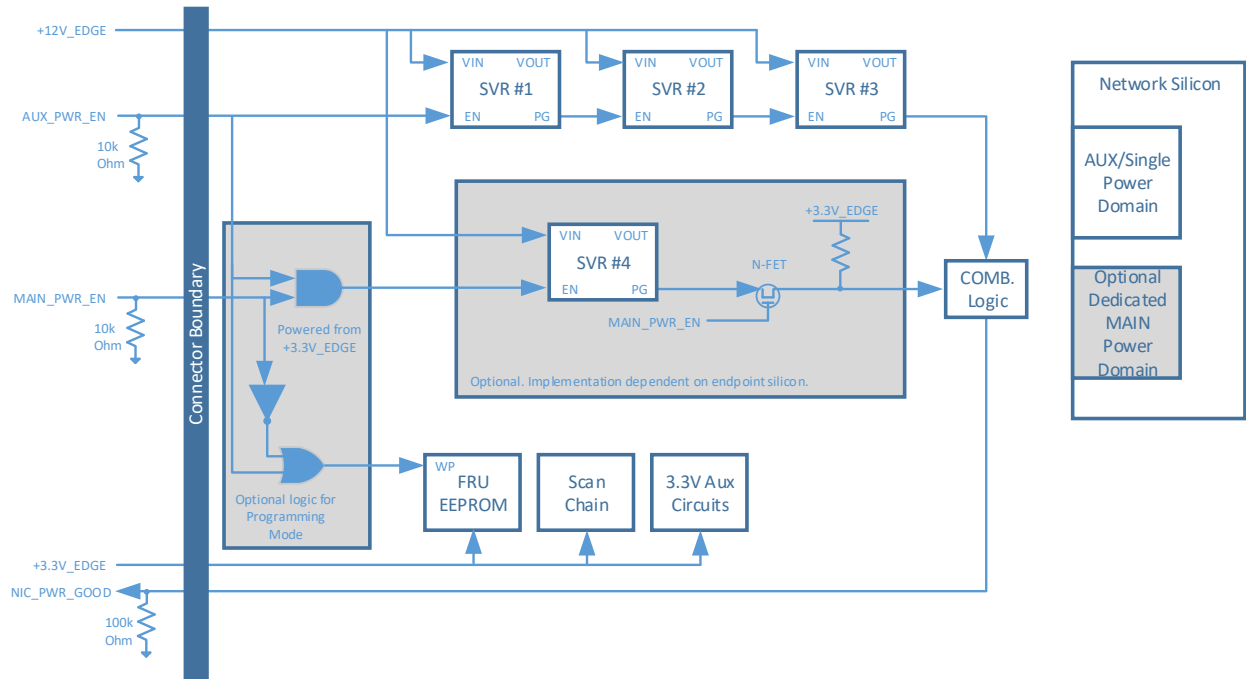 +12V_EDGE
VIN VOUT
SVR #1
EN PG
VIN VOUT
SVR #2
EN PG
VIN VOUT
SVR #3
EN PG
Network Silicon
AUX_PWR_EN
10k
Ohm
AUX/Single
Power
Domain
+3.3V_EDGE
VIN VOUT
SVR #4
EN PG
N-FET
MAIN_PWR_EN
COMB.
Logic
Optional
Dedicated
MAIN
Power
Domain
MAIN_PWR_EN
10k
Ohm
Connector Boundary
Powered from
+3.3V_EDGE
Optional. Implementation dependent on endpoint silicon.
WP
FRU
EEPROM
Scan
Chain
3.3V Aux
Circuits
Optional logic for
Programming
Mode
+3.3V_EDGE
NIC_PWR_GOOD
100k
Ohm